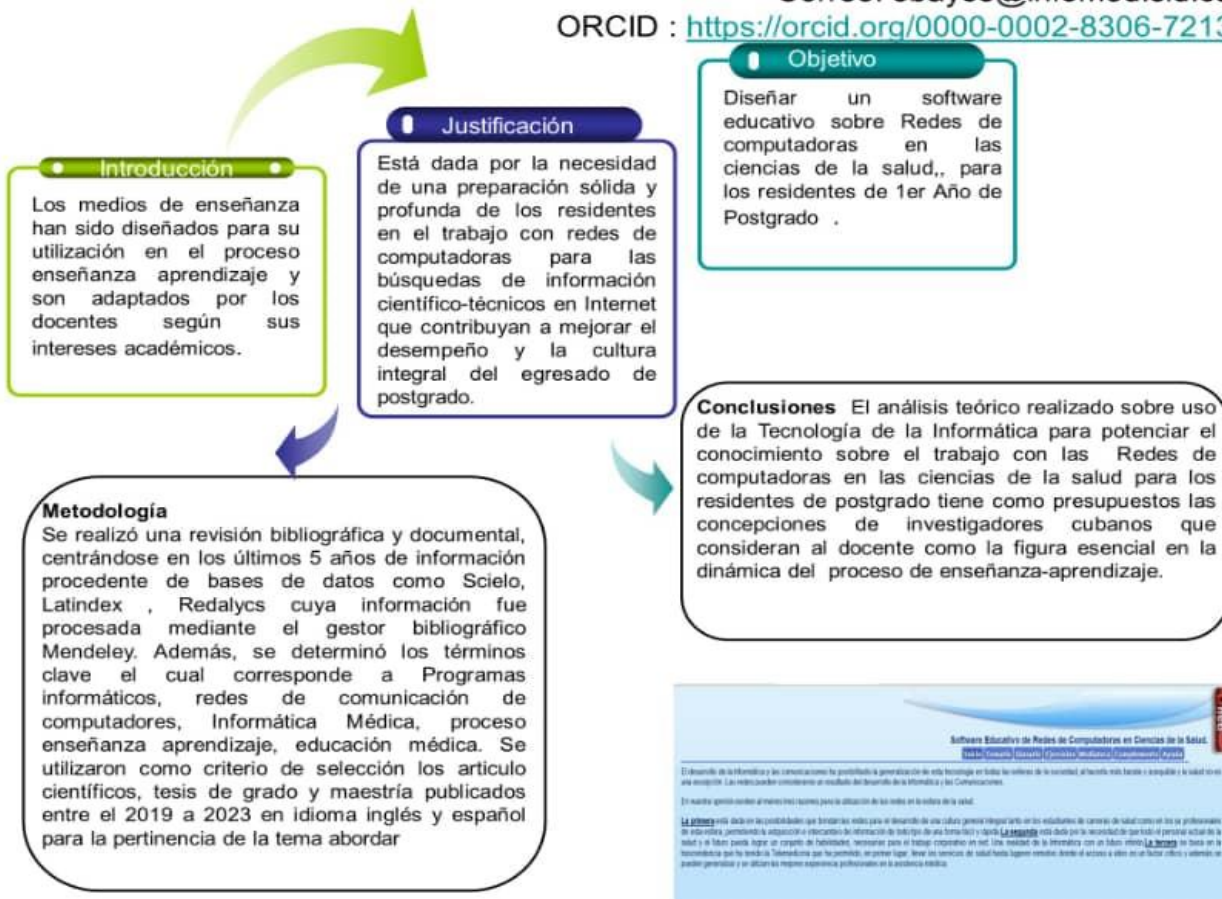 ORCID : https://orcid.org/0000-0002-8306-7213
Objetivo
Diseñar un software
educativo sobre Redes de
computadoras en las
ciencias de la salud,, para
los residentes de 1er Año de
Postgrado .
Justificación
Está dada por la necesidad
de una preparación sólida y
profunda de los residentes
en el trabajo con redes de
computadoras para las
búsquedas de información
científico-técnicos en Internet
que contribuyan a mejorar el
desempeño y la cultura
integral del egresado de
postgrado.
Introducción
Los medios de enseñanza
han sido diseñados para su
utilización en el proceso
enseñanza aprendizaje y
son adaptados por los
docentes según sus
intereses académicos.
Conclusiones El análisis teórico realizado sobre uso
de la Tecnología de la Informática para potenciar el
conocimiento sobre el trabajo con las Redes de
computadoras en las ciencias de la salud para los
residentes de postgrado tiene como presupuestos las
concepciones de investigadores cubanos que
consideran al docente como la figura esencial en la
dinámica del proceso de enseñanza-aprendizaje.
Metodología
Se realizó una revisión bibliográfica y documental,
centrándose en los últimos 5 años de información
procedente de bases de datos como Scielo,
Latindex , Redalycs cuya información fue
procesada mediante el gestor bibliográfico
Mendeley. Además, se determinó los términos
clave el cual corresponde a Programas
informáticos, redes de comunicación de
computadores, Informática Médica, proceso
enseñanza aprendizaje, educación médica. Se
utilizaron como criterio de selección los articulo
científicos, tesis de grado y maestría publicados
entre el 2019 a 2023 en idioma inglés y español
para la pertinencia de la tema abordar
Software Educativo de Redes de Computadoras en Ciencias de la Salud.